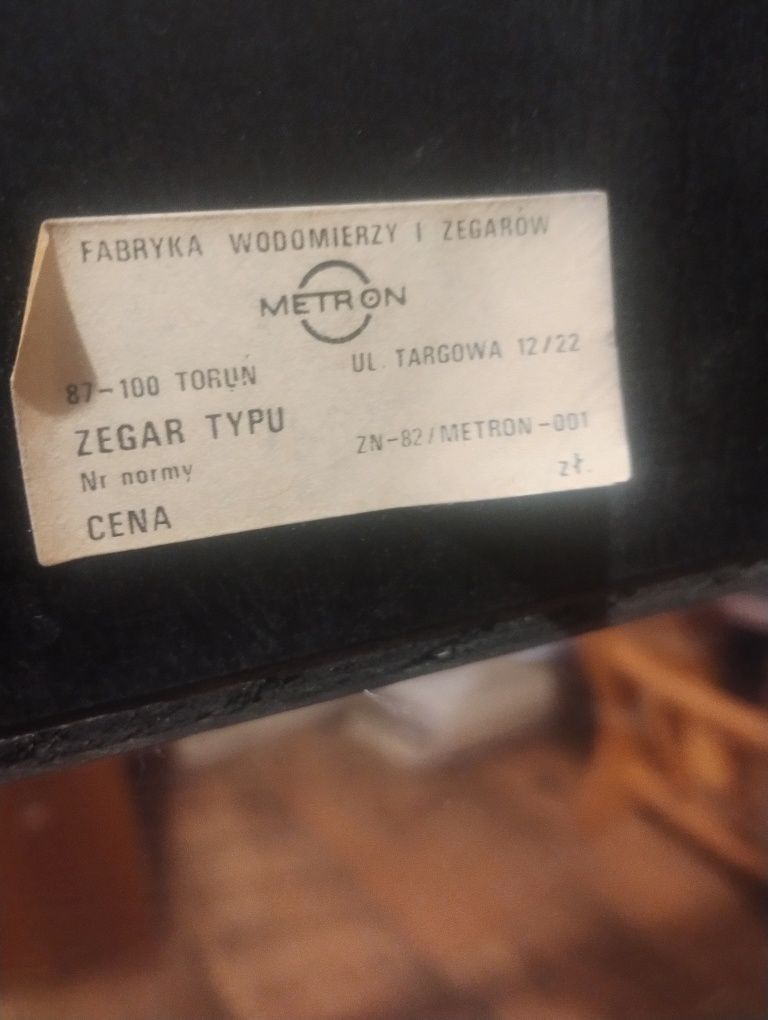 FABRYKA WODOMIERZY I ZEGARÓW
METRON
87-100 TORUŃ UL. TARGOWA 12/22
ZEGAR TYPU
Nr normy ZN-82/METRON-001
CENA zł.